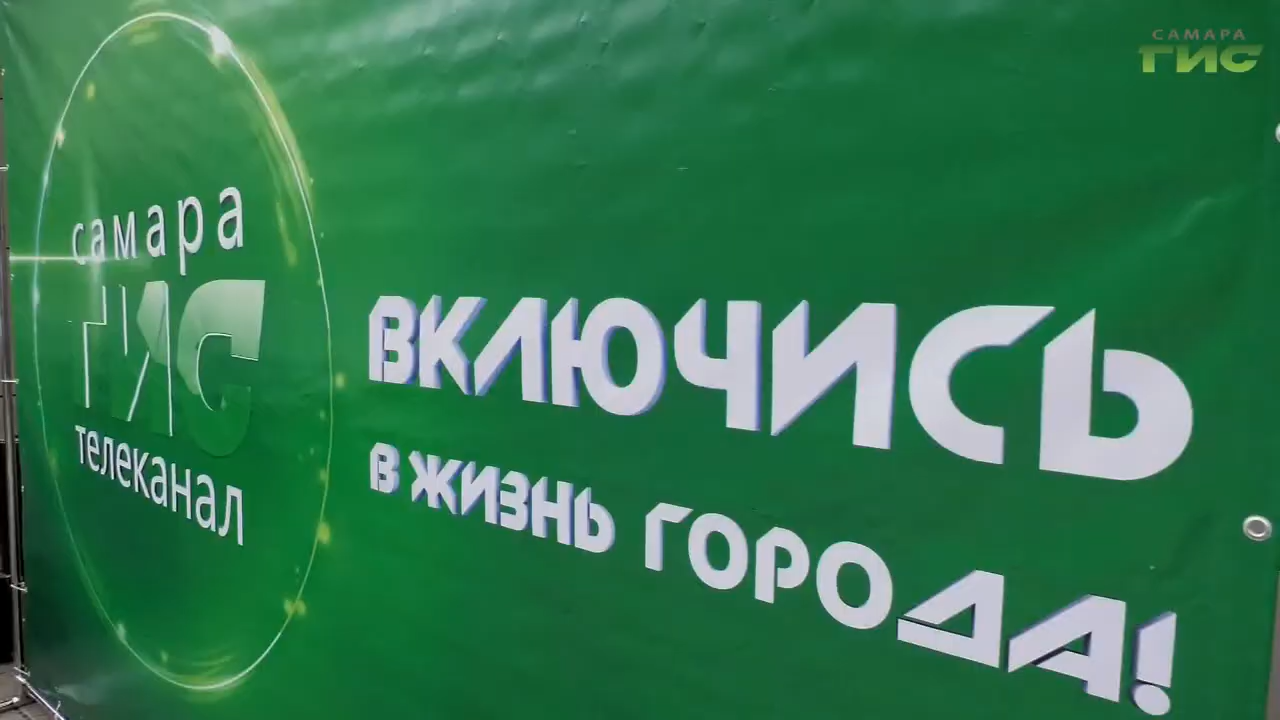 САМАРА
ГИС
самара
ГИС
телеканал
ВКЛЮЧИСЬ
В ЖИЗНЬ ГОРОДА!